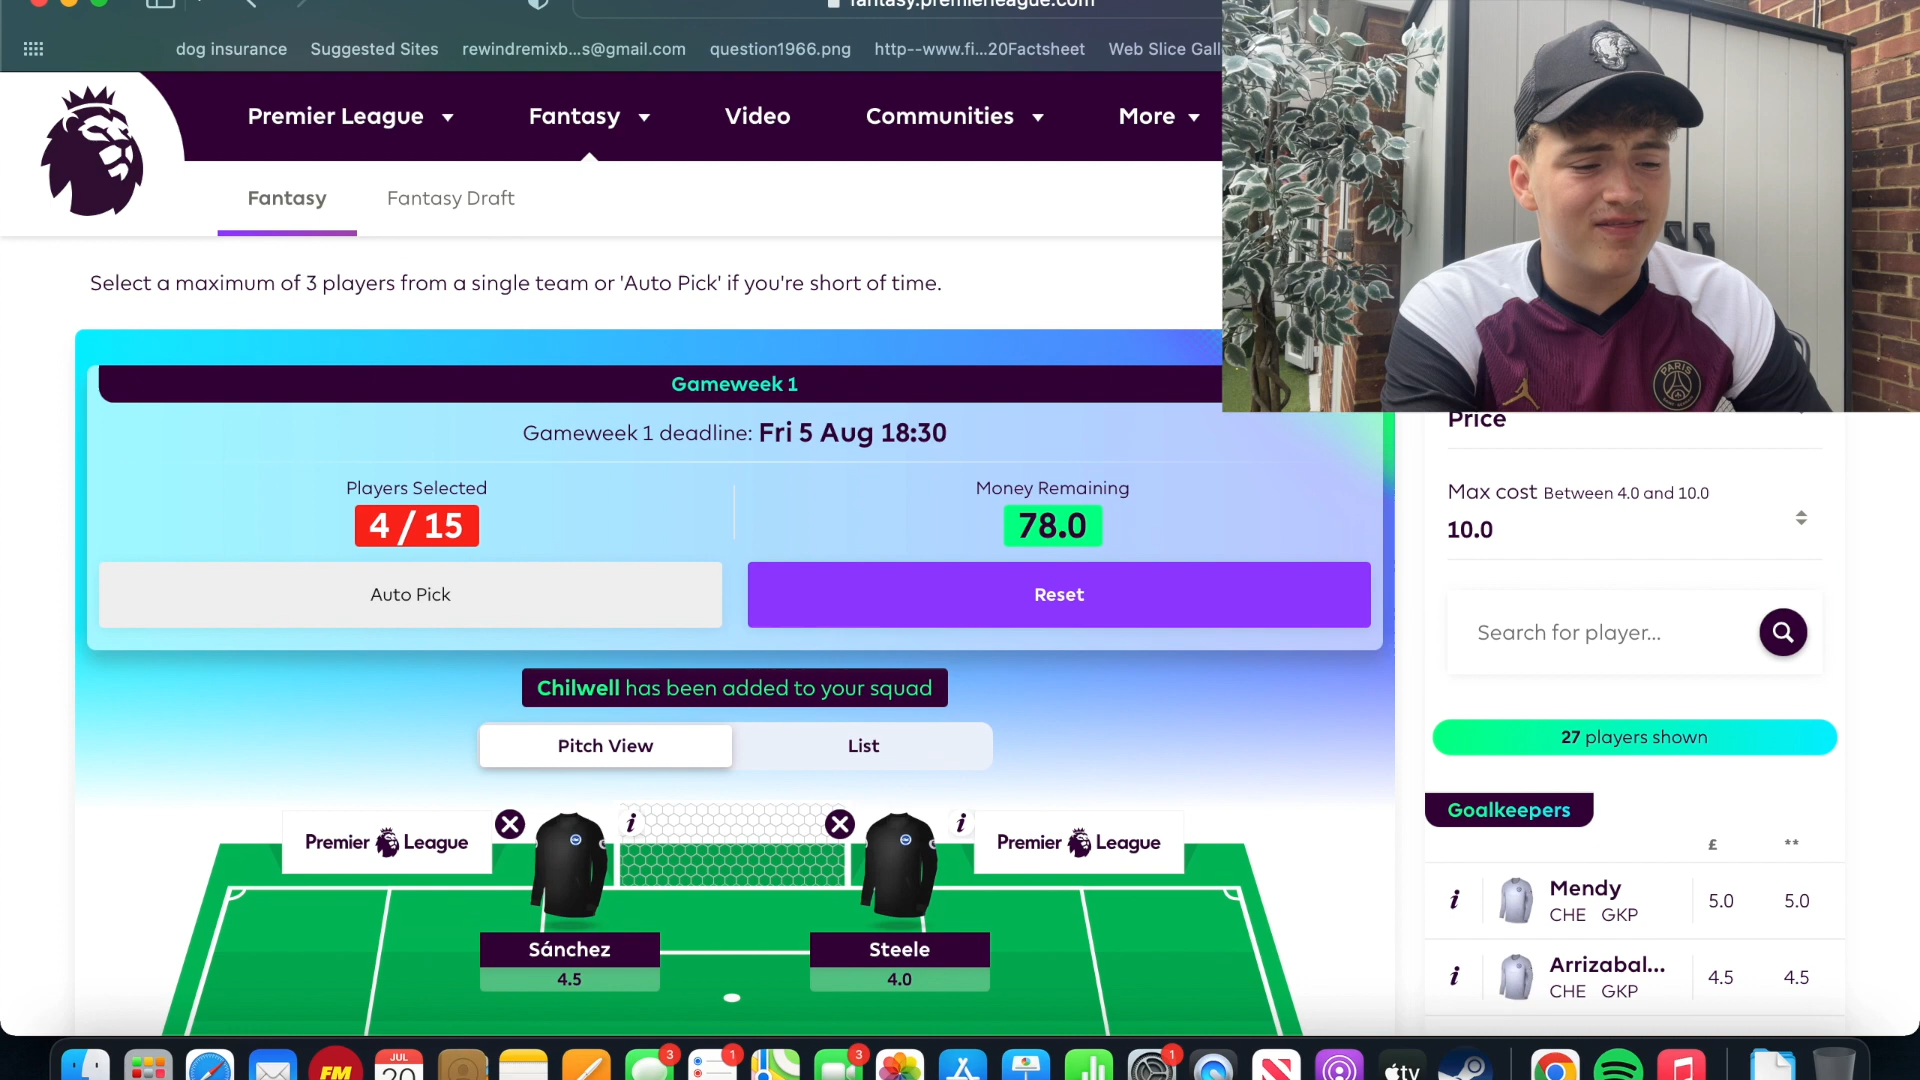 fantasy.premierleague.com
dog insurance Suggested Sites rewindremixb...s@gmail.com question1966.png http--www.fi...20Factsheet Web Slice Gall
Premier League Fantasy Video Communities More
Fantasy Fantasy Draft
Select a maximum of 3 players from a single team or 'Auto Pick' if you're short of time.
Gameweek 1
Gameweek 1 deadline: Fri 5 Aug 18:30
Players Selected
4 / 15
Money Remaining
78.0
Auto Pick
Reset
Chilwell has been added to your squad
Pitch View List
Premier League
Premier League
Sánchez
4.5
Steele
4.0
PARIS
Price
Max cost Between 4.0 and 10.0
10.0
Search for player...
27 players shown
Goalkeepers
£ **
i Mendy 5.0 5.0
CHE GKP
i Arrizabal... 4.5 4.5
CHE GKP
FM
JUL
20
3
1
3
1
tv